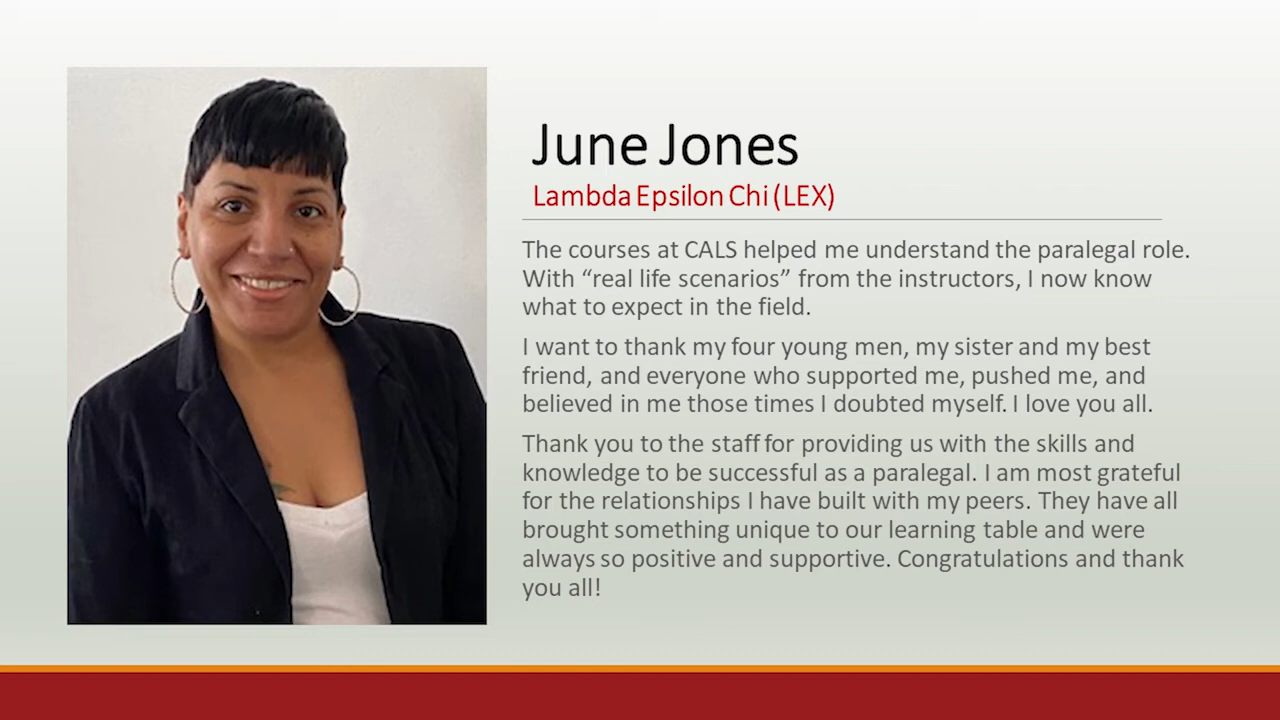 June Jones
Lambda Epsilon Chi (LEX)
The courses at CALS helped me understand the paralegal role.
With “real life scenarios” from the instructors, I now know
what to expect in the field.
I want to thank my four young men, my sister and my best
friend, and everyone who supported me, pushed me, and
believed in me those times I doubted myself. I love you all.
Thank you to the staff for providing us with the skills and
knowledge to be successful as a paralegal. I am most grateful
for the relationships I have built with my peers. They have all
brought something unique to our learning table and were
always so positive and supportive. Congratulations and thank
you all!